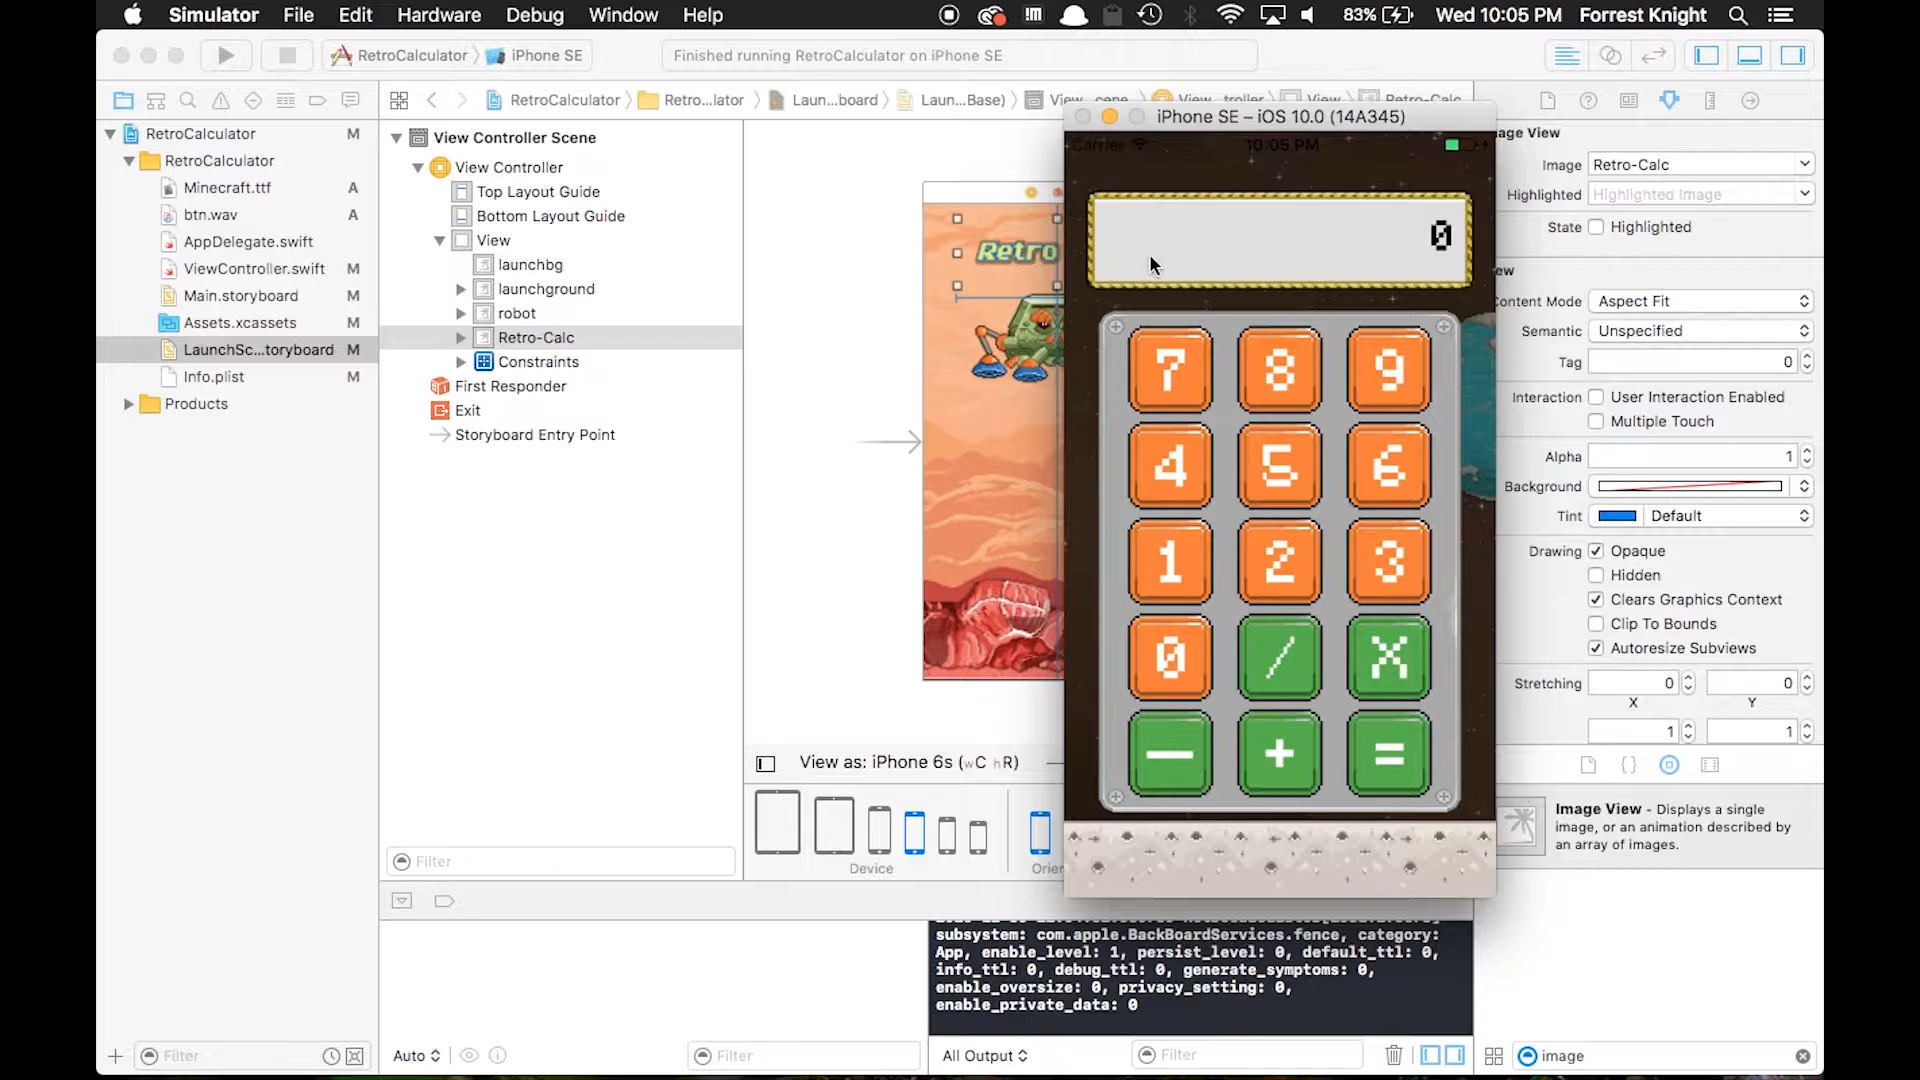 Simulator File Edit Hardware Debug Window Help 83% Wed 10:05 PM Forrest Knight
RetroCalculator iPhone SE
Finished running RetroCalculator on iPhone SE
RetroCalculator Retro...lator Laun...board Laun...Base)
RetroCalculator M
RetroCalculator
Minecraft.ttf A
btn.wav A
AppDelegate.swift
ViewController.swift M
Main.storyboard M
Assets.xcassets M
LaunchSc...toryboard M
Info.plist M
Products
View Controller Scene
View Controller
Top Layout Guide
Bottom Layout Guide
View
launchbg
launchground
robot
Retro-Calc
Constraints
First Responder
Exit
Storyboard Entry Point
Filter
Retro
View as: iPhone 6s (wC hR)
Device
iPhone SE – iOS 10.0 (14A345)
Carrier 10:05 PM
0
7 8 9
4 5 6
1 2 3
0 / X
— + =
Image Retro-Calc
Highlighted Highlighted Image
State Highlighted
Content Mode Aspect Fit
Semantic Unspecified
Tag 0
Interaction User Interaction Enabled
Multiple Touch
Alpha 1
Background
Tint Default
Drawing Opaque
Hidden
Clears Graphics Context
Clip To Bounds
Autoresize Subviews
Stretching 0 0
X Y
1 1
Image View - Displays a single
image, or an animation described by
an array of images.
subsystem: com.apple.BackBoardServices.fence, category:
App, enable_level: 1, persist_level: 0, default_ttl: 0,
info_ttl: 0, debug_ttl: 0, generate_symptoms: 0,
enable_oversize: 0, privacy_setting: 0,
enable_private_data: 0
Filter
Auto
Filter
All Output
Filter
image